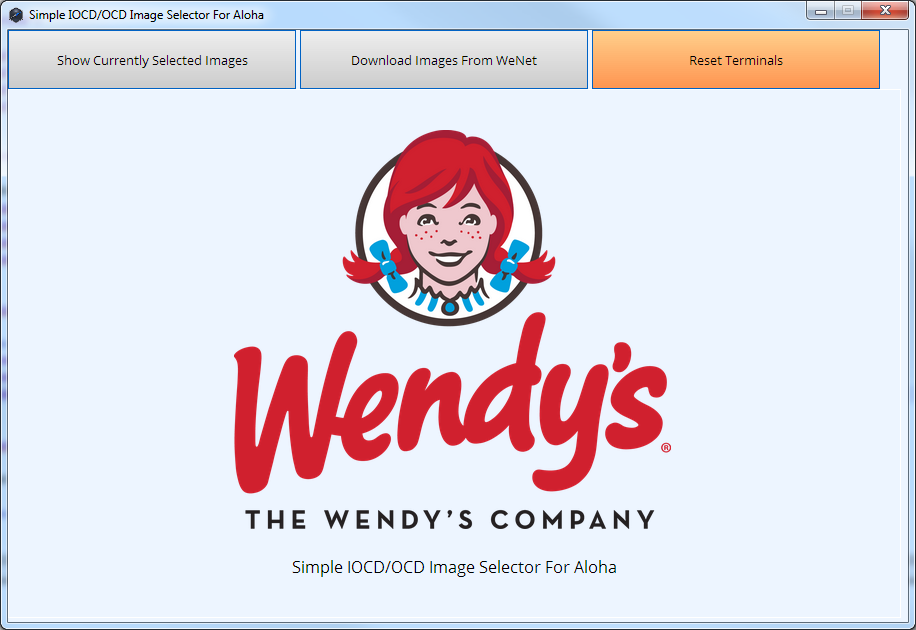 Simple IOCD/OCD Image Selector For Aloha
Show Currently Selected Images
Download Images From WeNet
Reset Terminals
Wendy's®
THE WENDY'S COMPANY
Simple IOCD/OCD Image Selector For Aloha